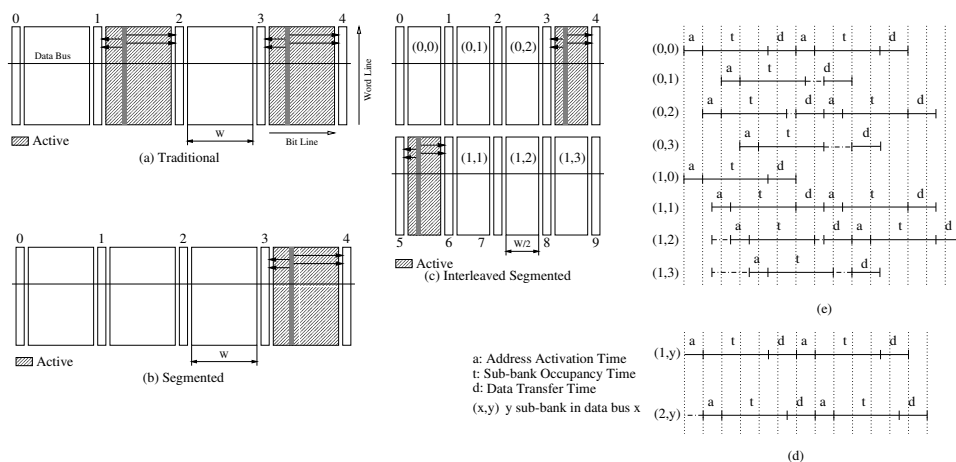 0 1 2 3 4
Data Bus
Word Line
W
Active
Bit Line
(a) Traditional
0 1 2 3 4
W
Active
(b) Segmented
0 1 2 3 4
(0,0) (0,1) (0,2)
(1,1) (1,2) (1,3)
5 6 7 8 9
W/2
Active
(c) Interleaved Segmented
a: Address Activation Time
t: Sub-bank Occupancy Time
d: Data Transfer Time
(x,y) y sub-bank in data bus x
(0,0) a t d a t d
(0,1) a t d
(0,2) a t d a t d
(0,3) a t d
(1,0) a t d
(1,1) a t d a t d
(1,2) a t d a t d
(1,3) a t d
(e)
(1,y) a t d a t d
(2,y) a t d a t d
(d)